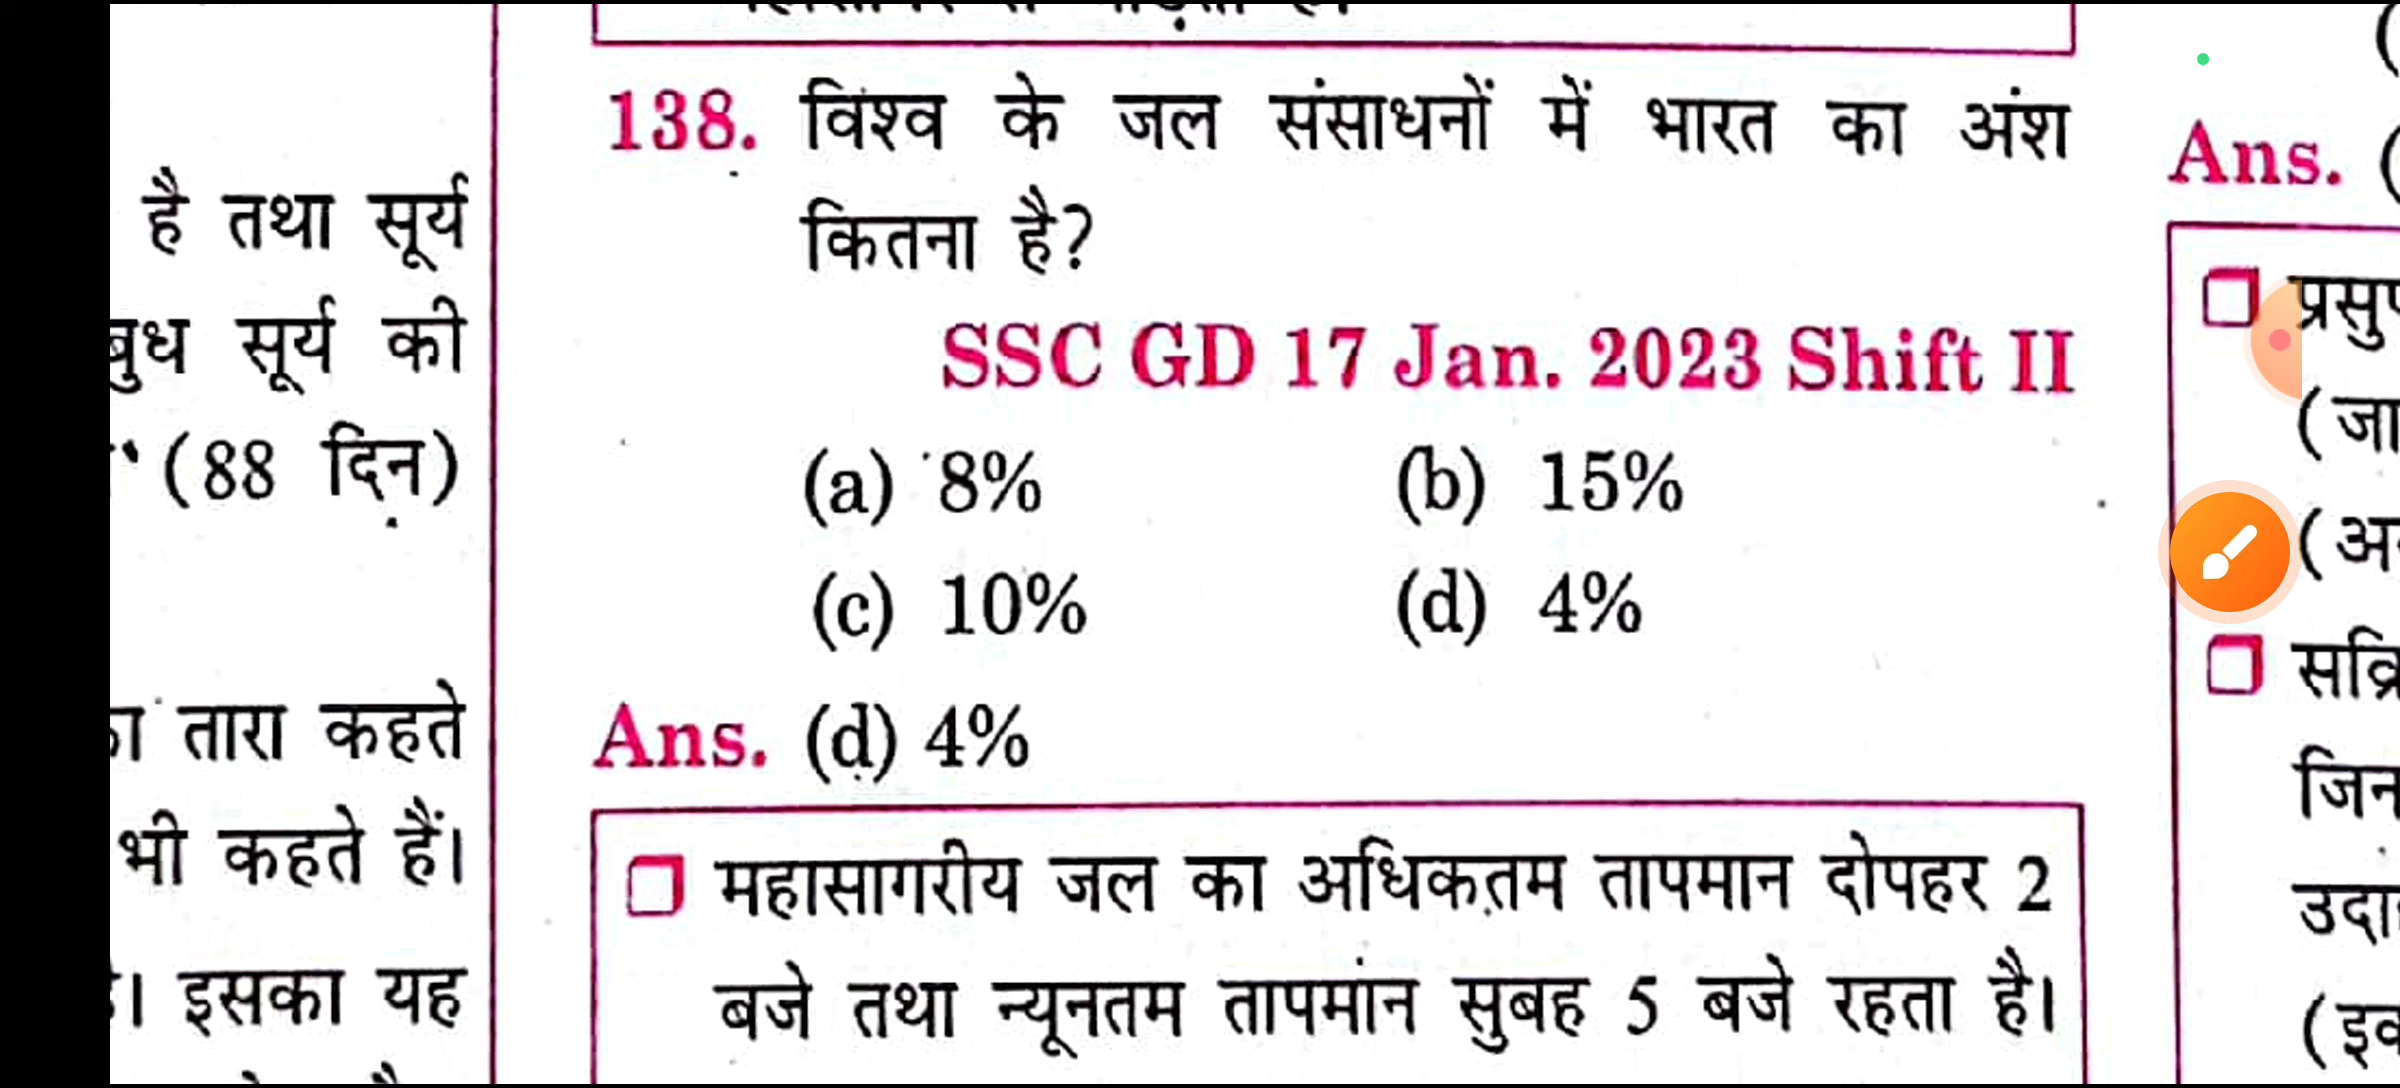 है तथा सूर्य
बुध सूर्य की
(88 दिन)
तारा कहते
भी कहते हैं।
इसका यह
138. विश्व के जल संसाधनों में भारत का अंश
कितना है?
SSC GD 17 Jan. 2023 Shift II
(a) 8% (b) 15%
(c) 10% (d) 4%
Ans. (d) 4%
महासागरीय जल का अधिकतम तापमान दोपहर 2
बजे तथा न्यूनतम तापमान सुबह 5 बजे रहता है।
Ans. (